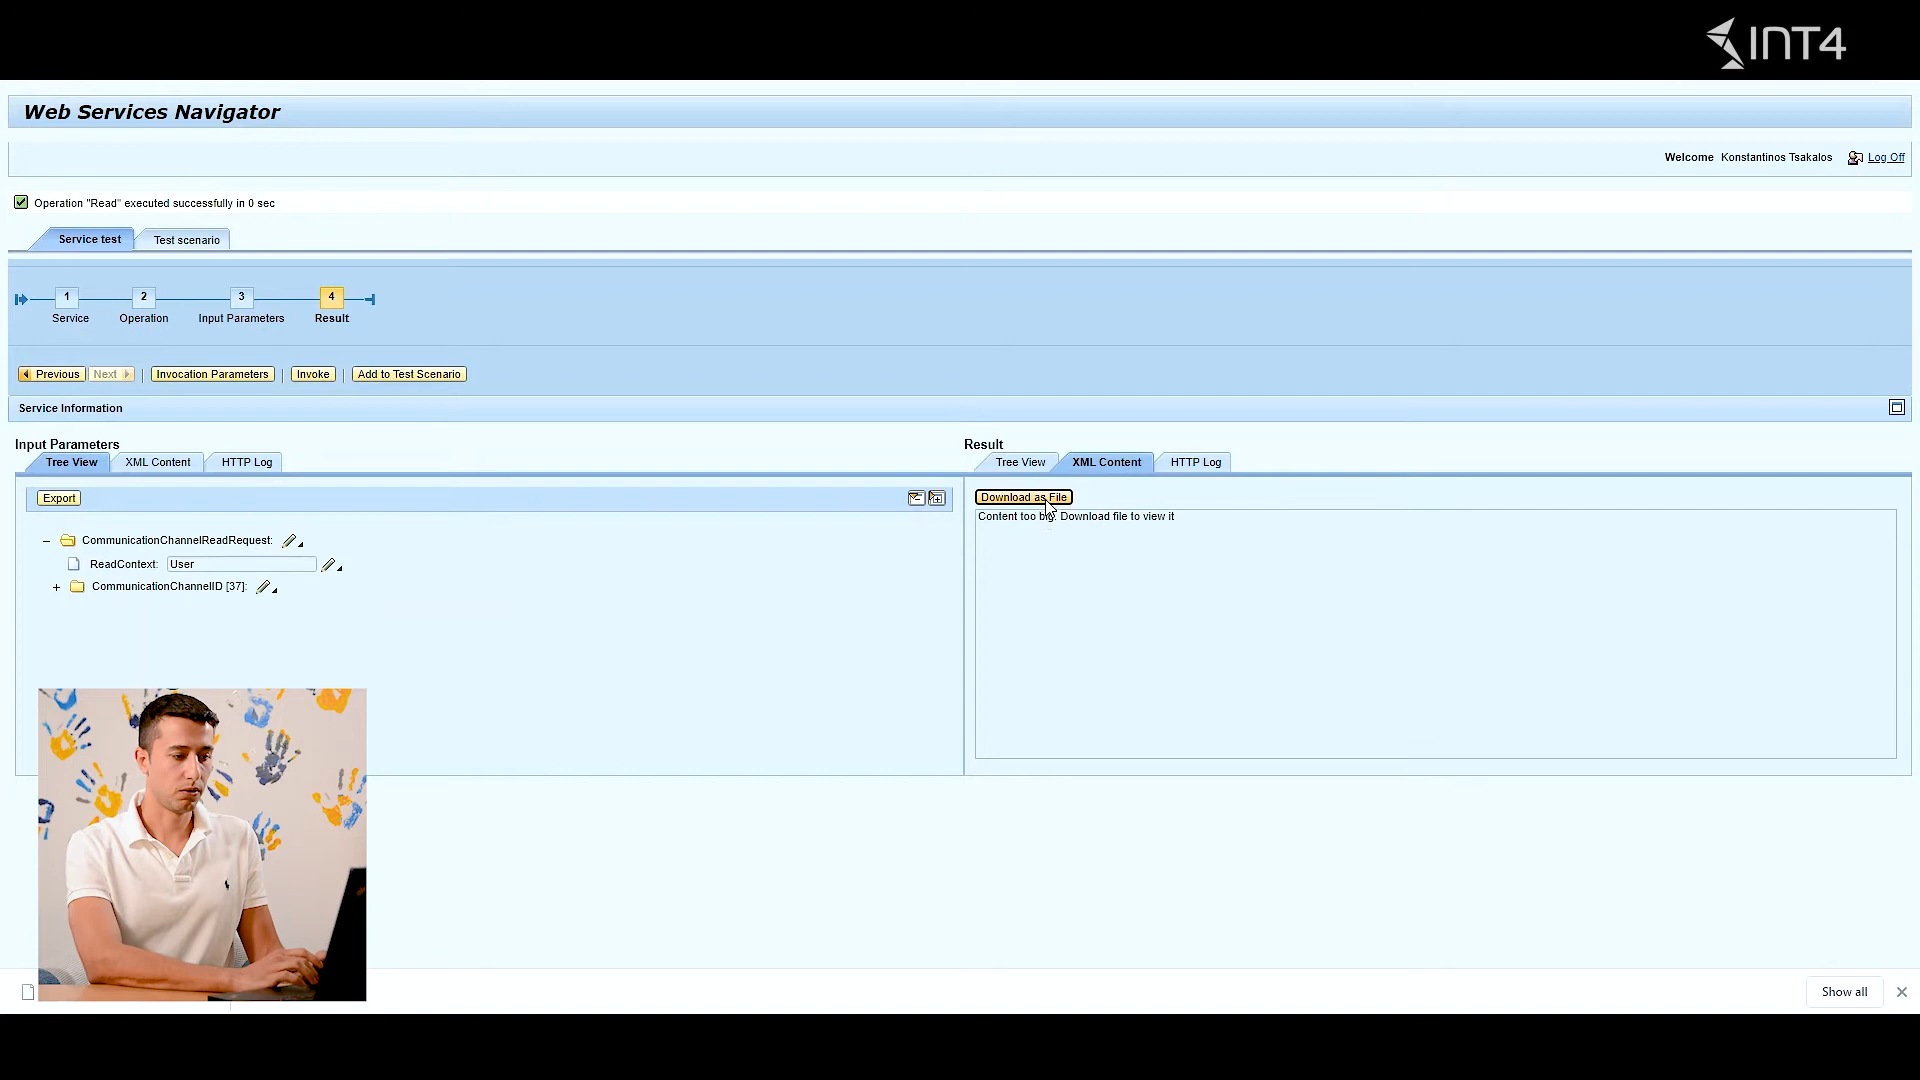 INT4
Web Services Navigator
Welcome Konstantinos Tsakalos Log Off
Operation "Read" executed successfully in 0 sec
Service test Test scenario
1 2 3 4
Service Operation Input Parameters Result
Previous Next Invocation Parameters Invoke Add to Test Scenario
Service Information
Input Parameters
Tree View XML Content HTTP Log
Export
CommunicationChannelReadRequest:
ReadContext: User
CommunicationChannelID [37]:
Result
Tree View XML Content HTTP Log
Download as File
Content too big. Download file to view it
Show all